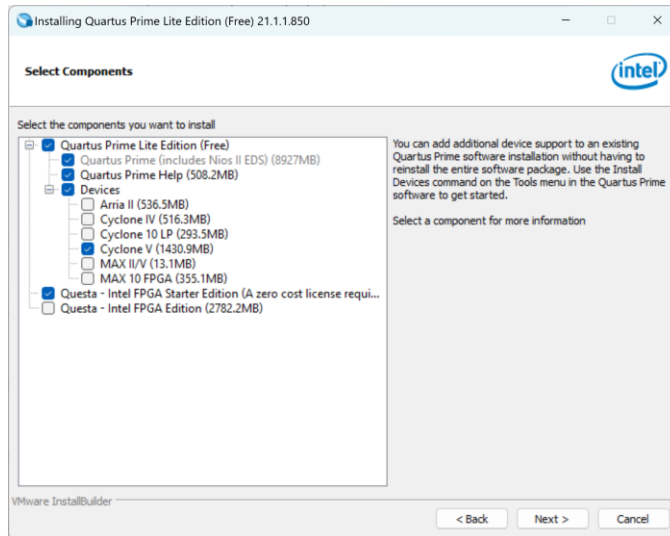 Installing Quartus Prime Lite Edition (Free) 21.1.1.850
Select Components
intel
Select the components you want to install
Quartus Prime Lite Edition (Free)
Quartus Prime (includes Nios II EDS) (8927MB)
Quartus Prime Help (508.2MB)
Devices
Arria II (536.5MB)
Cyclone IV (516.3MB)
Cyclone 10 LP (293.5MB)
Cyclone V (1430.9MB)
MAX II/V (13.1MB)
MAX 10 FPGA (355.1MB)
Questa - Intel FPGA Starter Edition (A zero cost license requi...
Questa - Intel FPGA Edition (2782.2MB)
You can add additional device support to an existing
Quartus Prime software installation without having to
reinstall the entire software package. Use the Install
Devices command on the Tools menu in the Quartus Prime
software to get started.
Select a component for more information
VMware InstallBuilder
< Back
Next >
Cancel